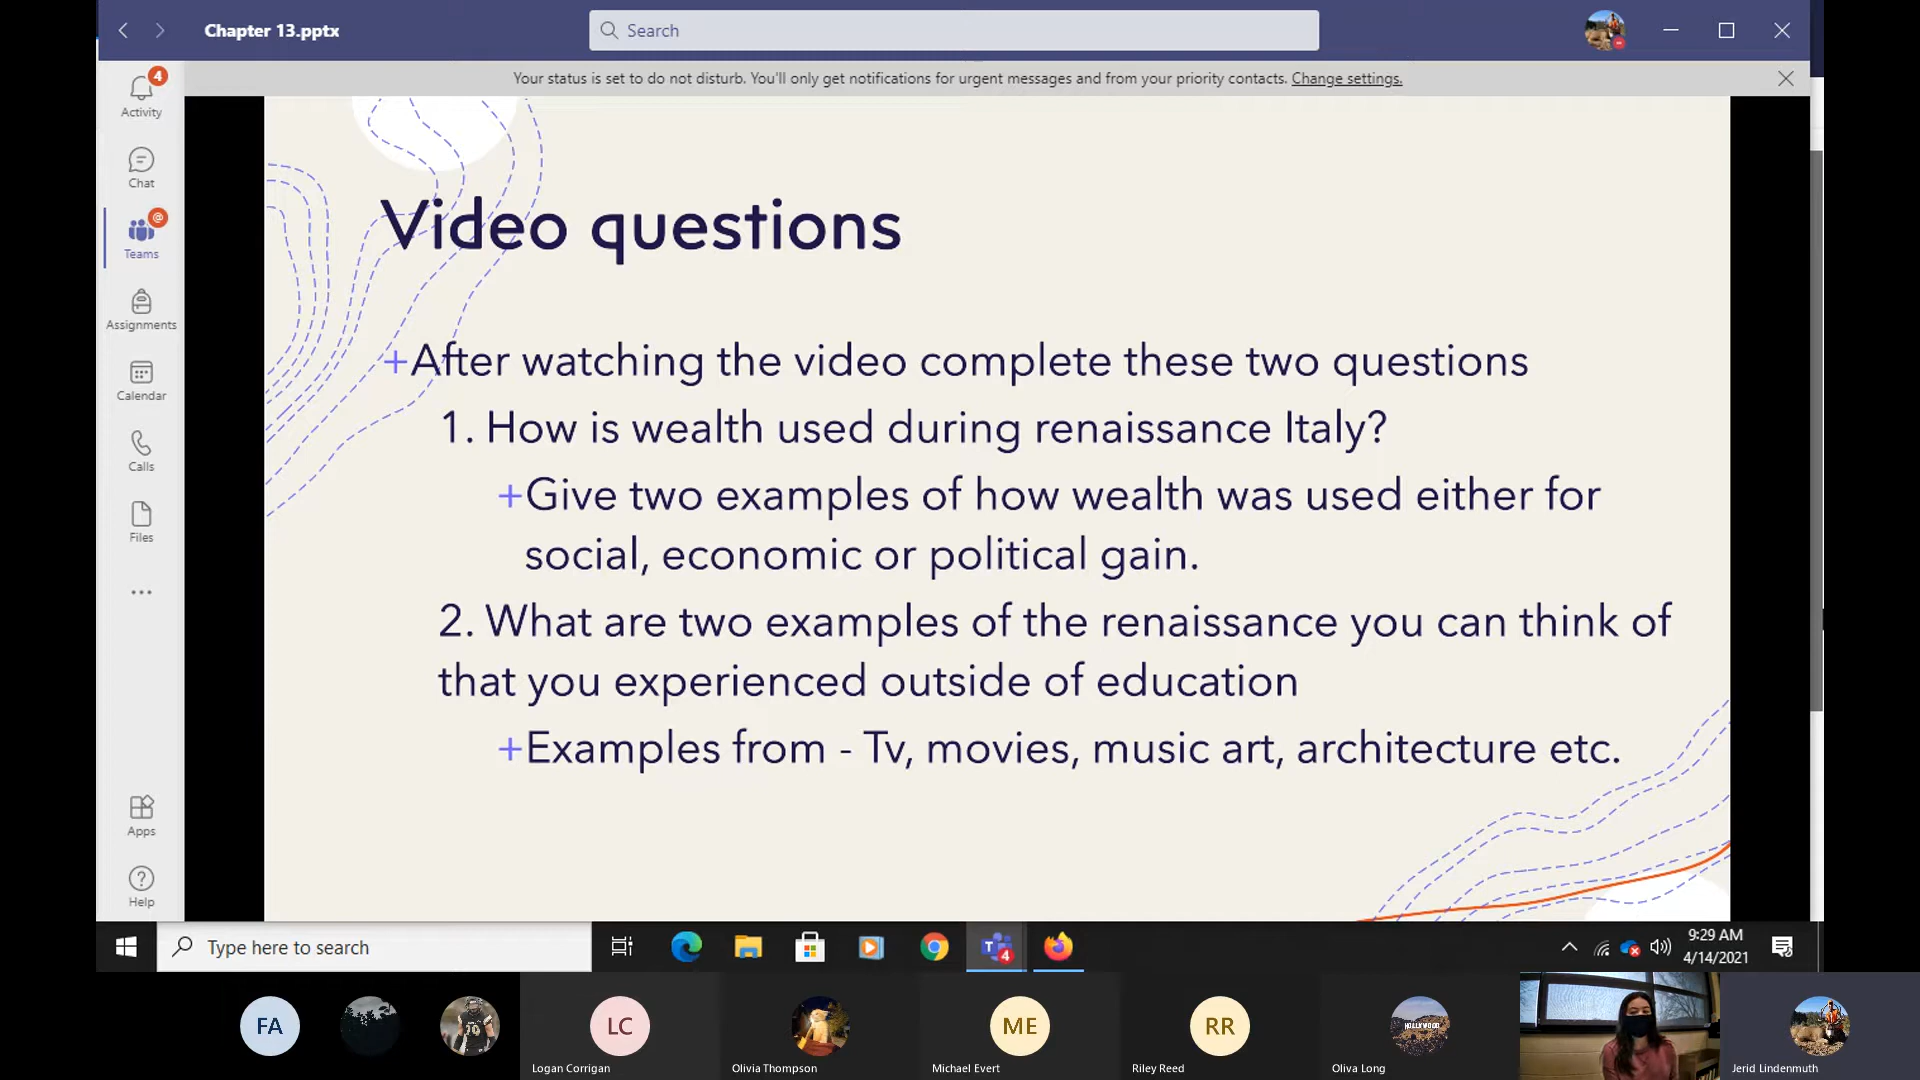 Chapter 13.pptx
Search
Your status is set to do not disturb. You'll only get notifications for urgent messages and from your priority contacts. Change settings.
4
Activity
Chat
@
Teams
Assignments
Calendar
Calls
Files
Apps
Help
Video questions
+After watching the video complete these two questions
1. How is wealth used during renaissance Italy?
+Give two examples of how wealth was used either for
social, economic or political gain.
2. What are two examples of the renaissance you can think of
that you experienced outside of education
+Examples from - Tv, movies, music art, architecture etc.
Type here to search
T
4
9:29 AM
4/14/2021
FA
LC
ME
RR
HOLLYWOOD
Logan Corrigan
Olivia Thompson
Michael Evert
Riley Reed
Oliva Long
Jerid Lindenmuth